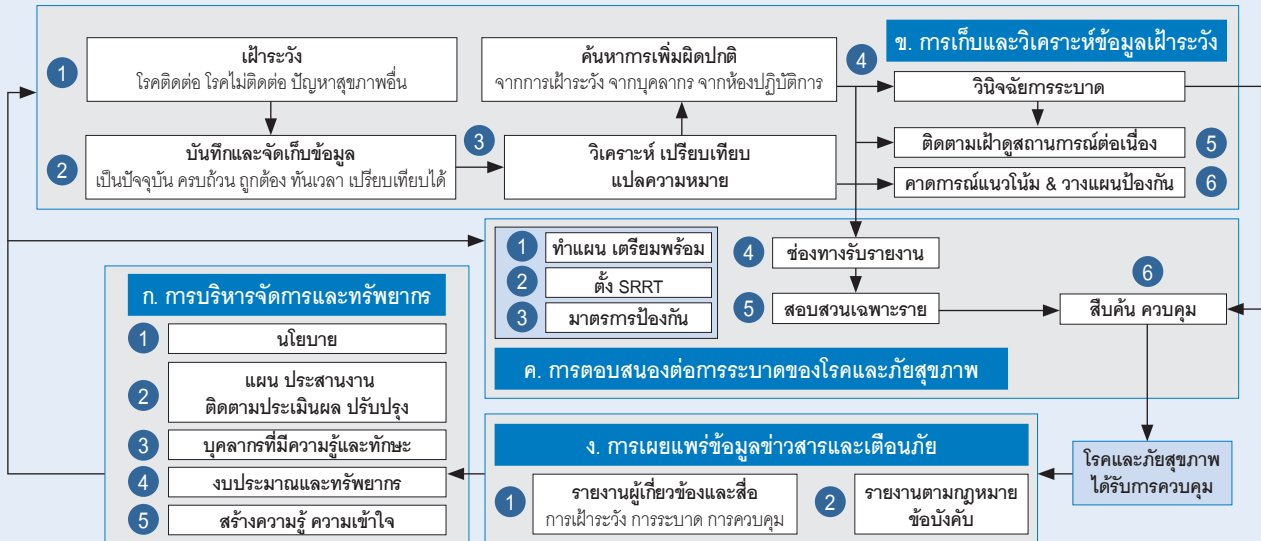 ข. การเก็บและวิเคราะห์ข้อมูลเฝ้าระวัง
1
เฝ้าระวัง
โรคติดต่อ โรคไม่ติดต่อ ปัญหาสุขภาพอื่น
2
บันทึกและจัดเก็บข้อมูล
เป็นปัจจุบัน ครบถ้วน ถูกต้อง ทันเวลา เปรียบเทียบได้
3
วิเคราะห์ เปรียบเทียบ
แปลความหมาย
ค้นหาการเพิ่มผิดปกติ
จากการเฝ้าระวัง จากบุคลากร จากห้องปฏิบัติการ
4
วินิจฉัยการระบาด
ติดตามเฝ้าดูสถานการณ์ต่อเนื่อง
5
คาดการณ์แนวโน้ม & วางแผนป้องกัน
6
1
ทำแผน เตรียมพร้อม
2
ตั้ง SRRT
3
มาตรการป้องกัน
4
ช่องทางรับรายงาน
5
สอบสวนเฉพาะราย
6
สืบค้น ควบคุม
ค. การตอบสนองต่อการระบาดของโรคและภัยสุขภาพ
ก. การบริหารจัดการและทรัพยากร
1
นโยบาย
2
แผน ประสานงาน
ติดตามประเมินผล ปรับปรุง
3
บุคลากรที่มีความรู้และทักษะ
4
งบประมาณและทรัพยากร
5
สร้างความรู้ ความเข้าใจ
ง. การเผยแพร่ข้อมูลข่าวสารและเตือนภัย
1
รายงานผู้เกี่ยวข้องและสื่อ
การเฝ้าระวัง การระบาด การควบคุม
2
รายงานตามกฎหมาย
ข้อบังคับ
โรคและภัยสุขภาพ
ได้รับการควบคุม